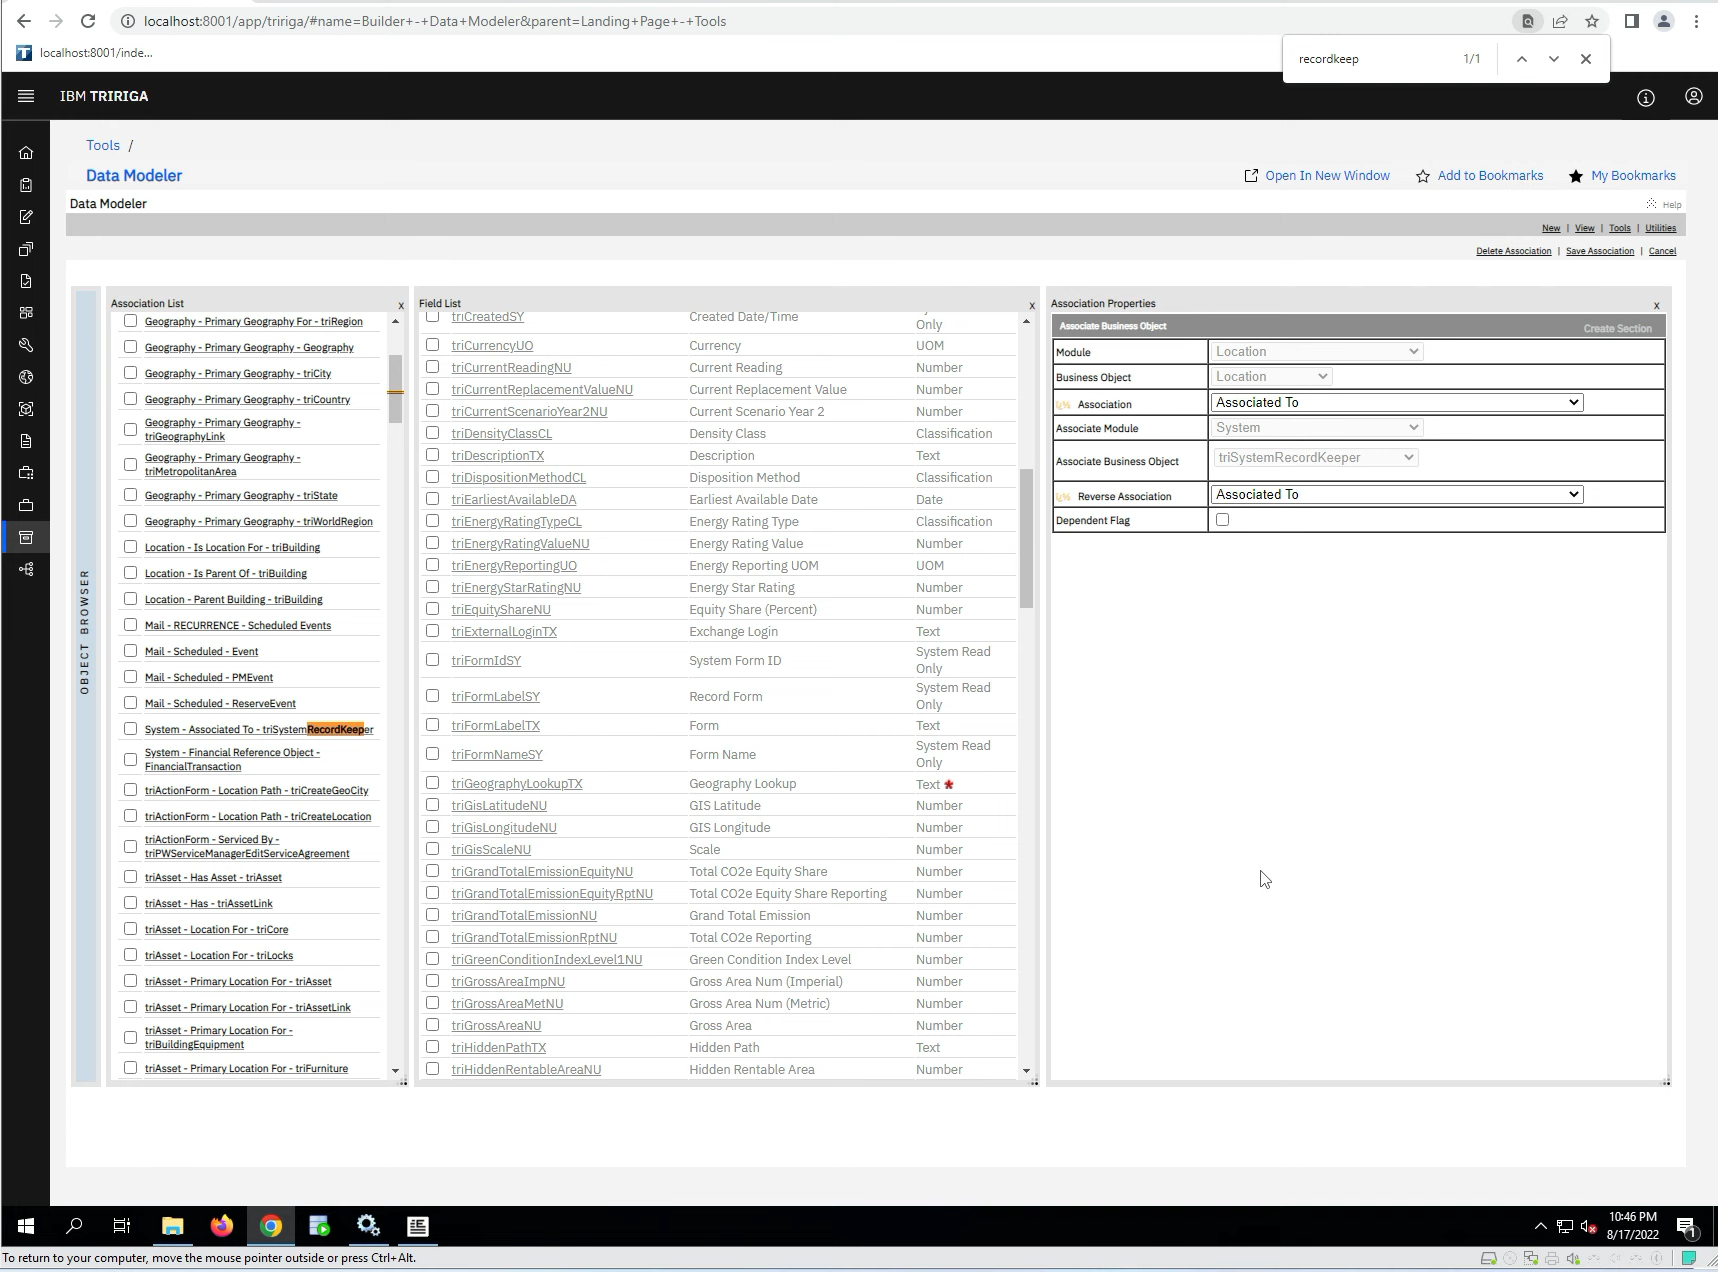 localhost:8001/app/tririga/#name=Builder+-+Data+Modeler&parent=Landing+Page+-+Tools
localhost:8001/inde...
recordkeep 1/1
IBM TRIRIGA
Tools /
Data Modeler
Open In New Window Add to Bookmarks My Bookmarks
Data Modeler
Help
New | View | Tools | Utilities
Delete Association | Save Association | Cancel
OBJECT BROWSER
Association List x
Geography - Primary Geography For - triRegion
Geography - Primary Geography - Geography
Geography - Primary Geography - triCity
Geography - Primary Geography - triCountry
Geography - Primary Geography -
triGeographyLink
Geography - Primary Geography -
triMetropolitanArea
Geography - Primary Geography - triState
Geography - Primary Geography - triWorldRegion
Location - Is Location For - triBuilding
Location - Is Parent Of - triBuilding
Location - Parent Building - triBuilding
Mail - RECURRENCE - Scheduled Events
Mail - Scheduled - Event
Mail - Scheduled - PMEvent
Mail - Scheduled - ReserveEvent
System - Associated To - triSystemRecordKeeper
System - Financial Reference Object -
FinancialTransaction
triActionForm - Location Path - triCreateGeoCity
triActionForm - Location Path - triCreateLocation
triActionForm - Serviced By -
triPWServiceManagerEditServiceAgreement
triAsset - Has Asset - triAsset
triAsset - Has - triAssetLink
triAsset - Location For - triCore
triAsset - Location For - triLocks
triAsset - Primary Location For - triAsset
triAsset - Primary Location For - triAssetLink
triAsset - Primary Location For -
triBuildingEquipment
triAsset - Primary Location For - triFurniture
Field List x
triCreatedSY Created Date/Time Only
triCurrencyUO Currency UOM
triCurrentReadingNU Current Reading Number
triCurrentReplacementValueNU Current Replacement Value Number
triCurrentScenarioYear2NU Current Scenario Year 2 Number
triDensityClassCL Density Class Classification
triDescriptionTX Description Text
triDispositionMethodCL Disposition Method Classification
triEarliestAvailableDA Earliest Available Date Date
triEnergyRatingTypeCL Energy Rating Type Classification
triEnergyRatingValueNU Energy Rating Value Number
triEnergyReportingUO Energy Reporting UOM UOM
triEnergyStarRatingNU Energy Star Rating Number
triEquityShareNU Equity Share (Percent) Number
triExternalLoginTX Exchange Login Text
triFormIdSY System Form ID System Read
Only
triFormLabelSY Record Form System Read
Only
triFormLabelTX Form Text
triFormNameSY Form Name System Read
Only
triGeographyLookupTX Geography Lookup Text *
triGisLatitudeNU GIS Latitude Number
triGisLongitudeNU GIS Longitude Number
triGisScaleNU Scale Number
triGrandTotalEmissionEquityNU Total CO2e Equity Share Number
triGrandTotalEmissionEquityRptNU Total CO2e Equity Share Reporting Number
triGrandTotalEmissionNU Grand Total Emission Number
triGrandTotalEmissionRptNU Total CO2e Reporting Number
triGreenConditionIndexLevel1NU Green Condition Index Level Number
triGrossAreaImpNU Gross Area Num (Imperial) Number
triGrossAreaMetNU Gross Area Num (Metric) Number
triGrossAreaNU Gross Area Number
triHiddenPathTX Hidden Path Text
triHiddenRentableAreaNU Hidden Rentable Area Number
Association Properties x
Associate Business Object Create Section
Module Location
Business Object Location
Association Associated To
Associate Module System
Associate Business Object triSystemRecordKeeper
Reverse Association Associated To
Dependent Flag
10:46 PM
8/17/2022
1
To return to your computer, move the mouse pointer outside or press Ctrl+Alt.